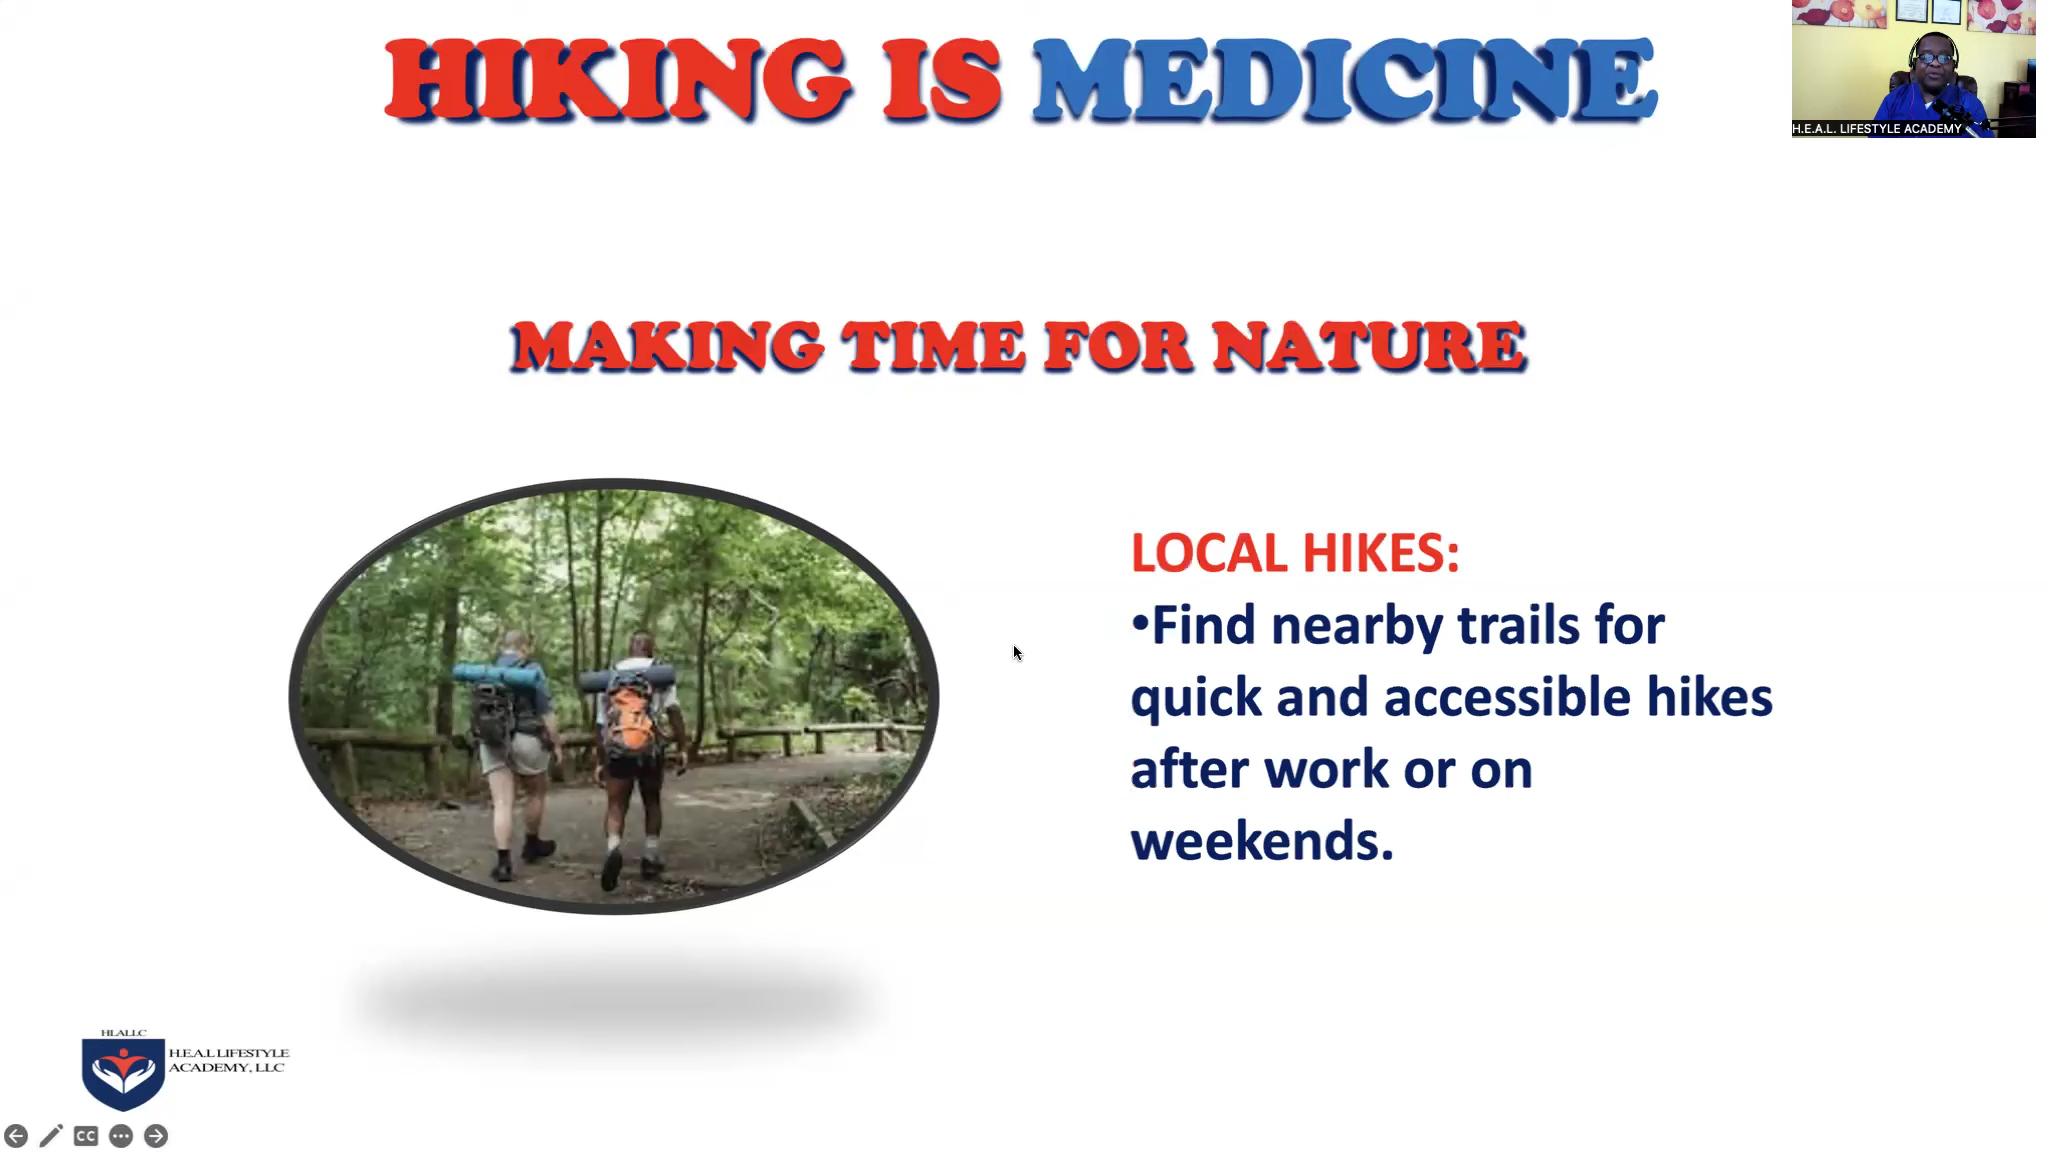 HIKING IS MEDICINE
H.E.A.L. LIFESTYLE ACADEMY
MAKING TIME FOR NATURE
LOCAL HIKES:
•Find nearby trails for
quick and accessible hikes
after work or on
weekends.
HLALLC
H.E.A.L LIFESTYLE
ACADEMY, LLC
CC